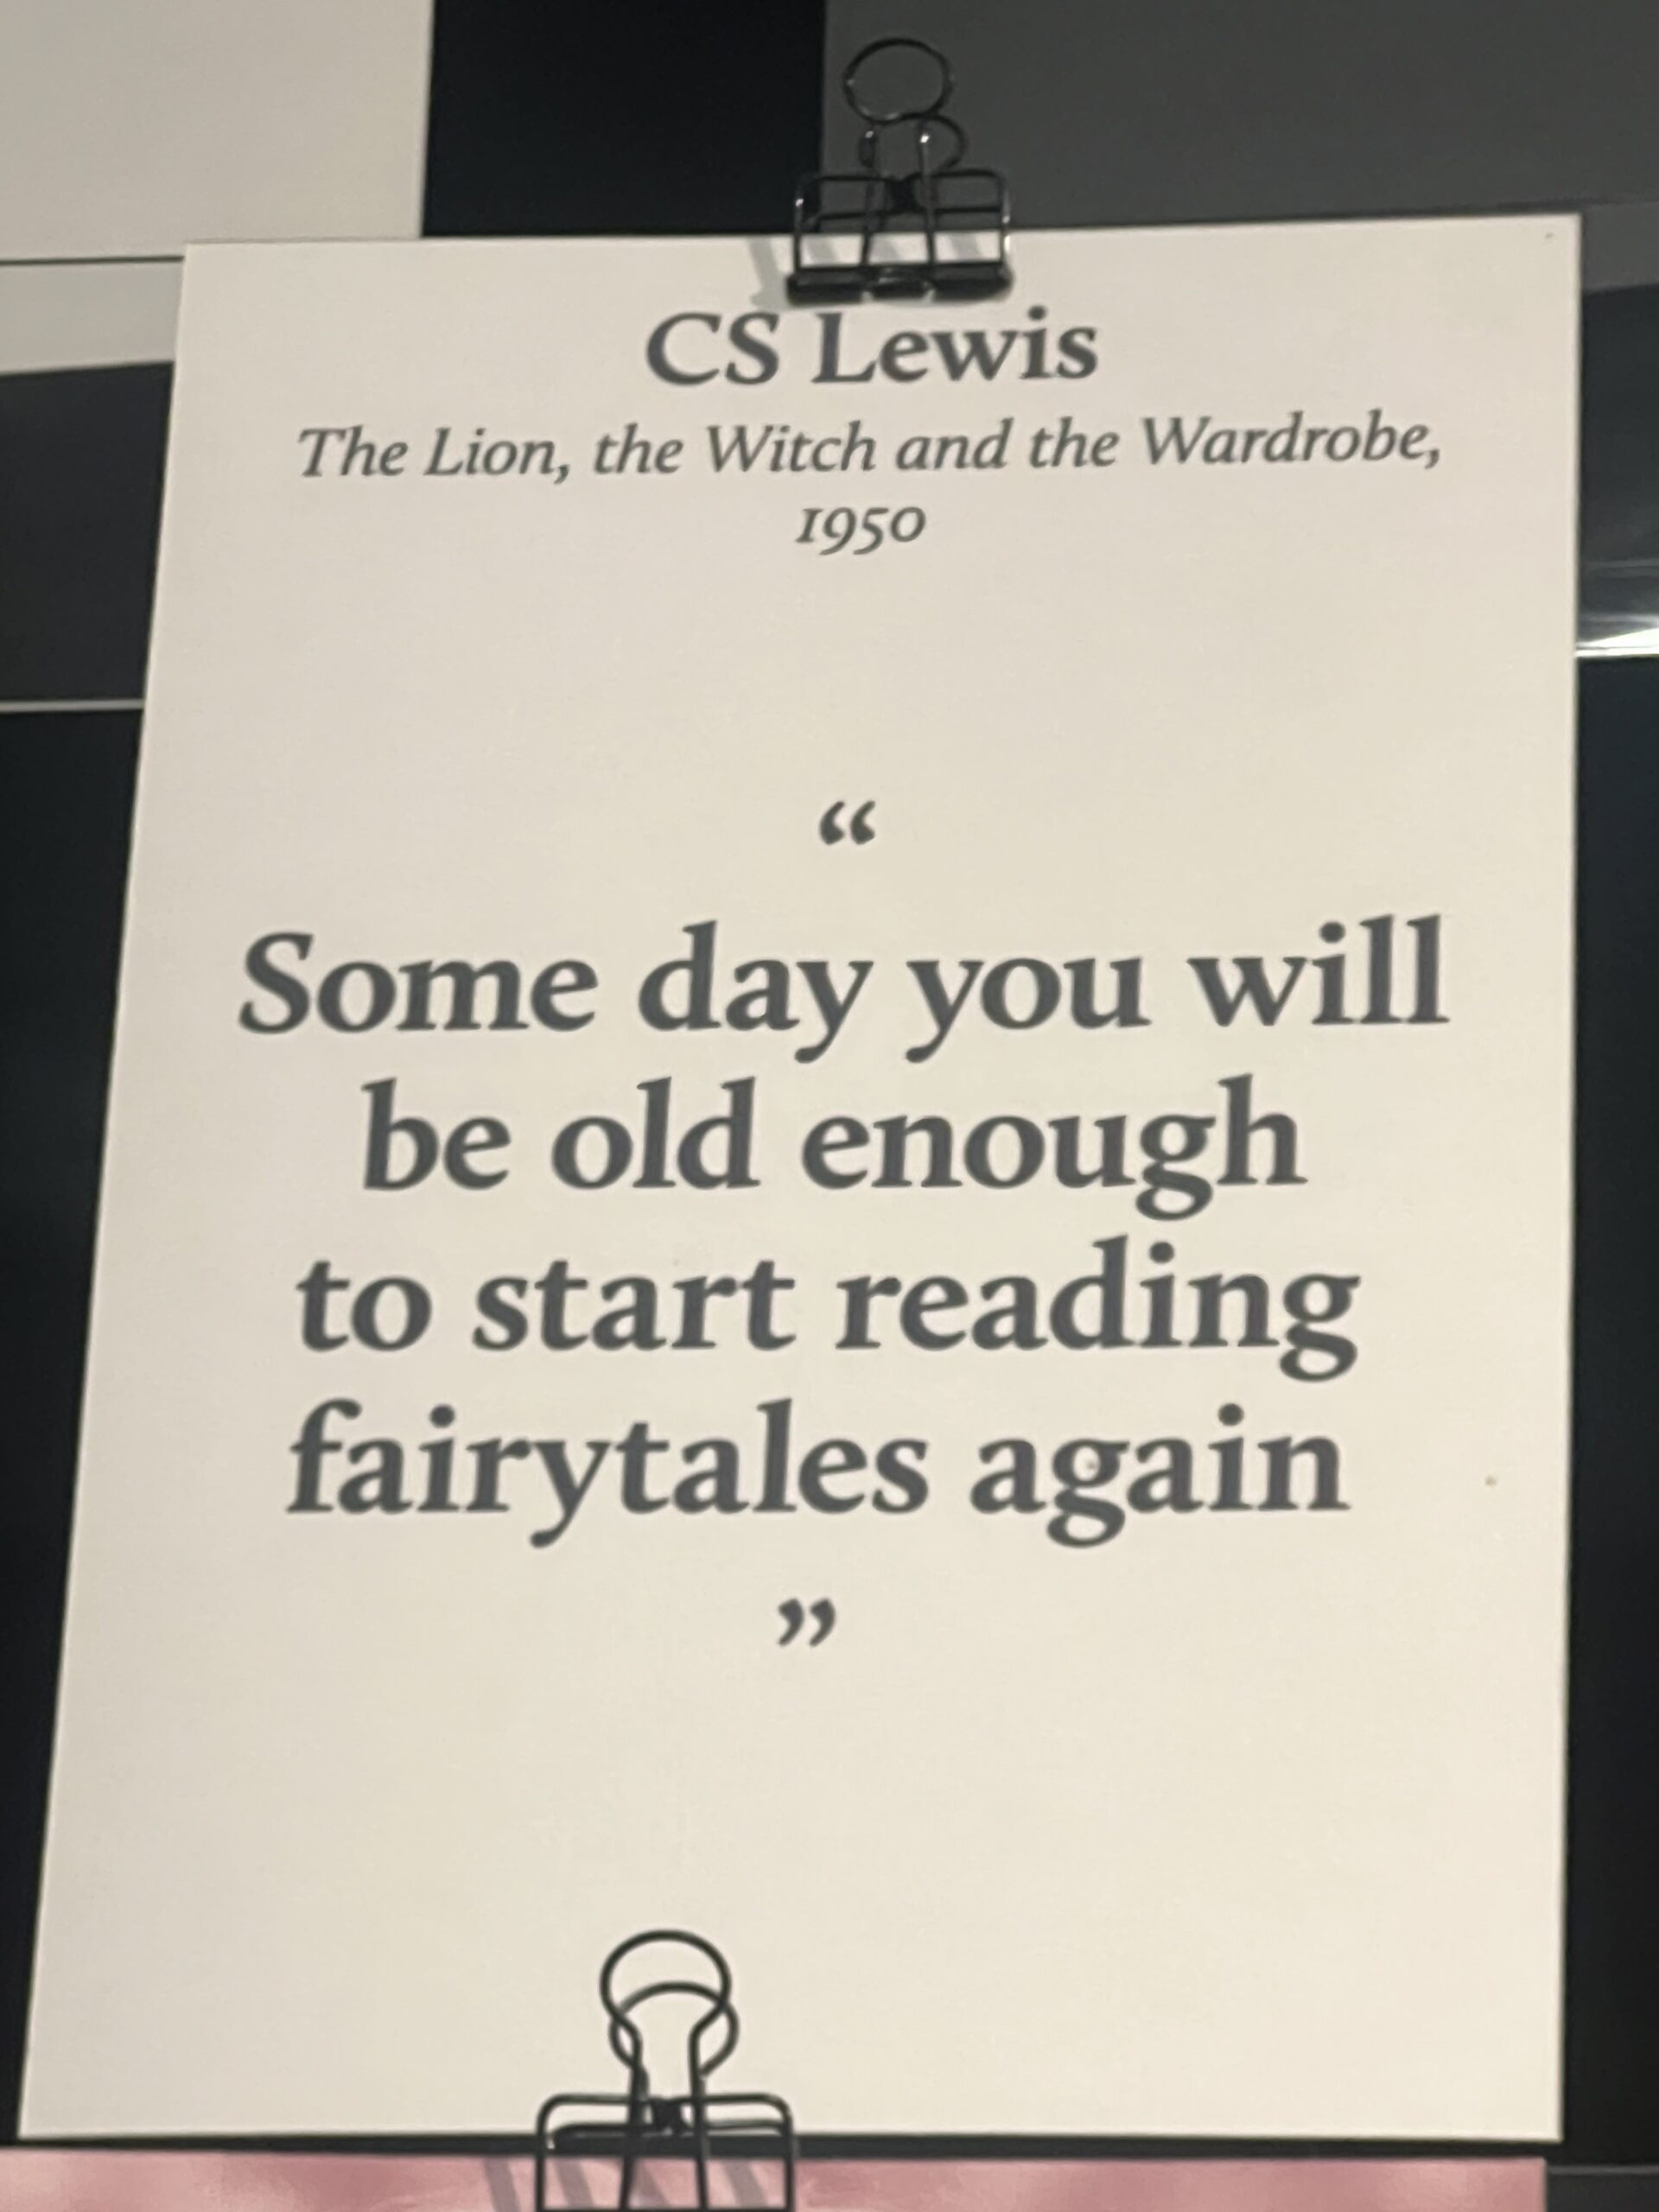 CS Lewis
The Lion, the Witch and the Wardrobe,
1950
“
Some day you will
be old enough
to start reading
fairytales again
”